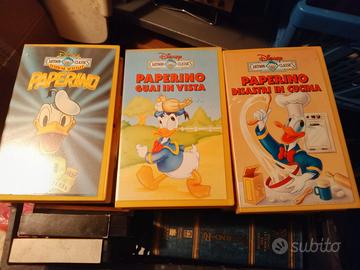 Disney
CARTOON CLASSICS
PAPERINO
Disney
CARTOON CLASSICS
PAPERINO
GUAI IN VISTA
Disney
CARTOON CLASSICS
PAPERINO
DISASTRI IN CUCINA
subito